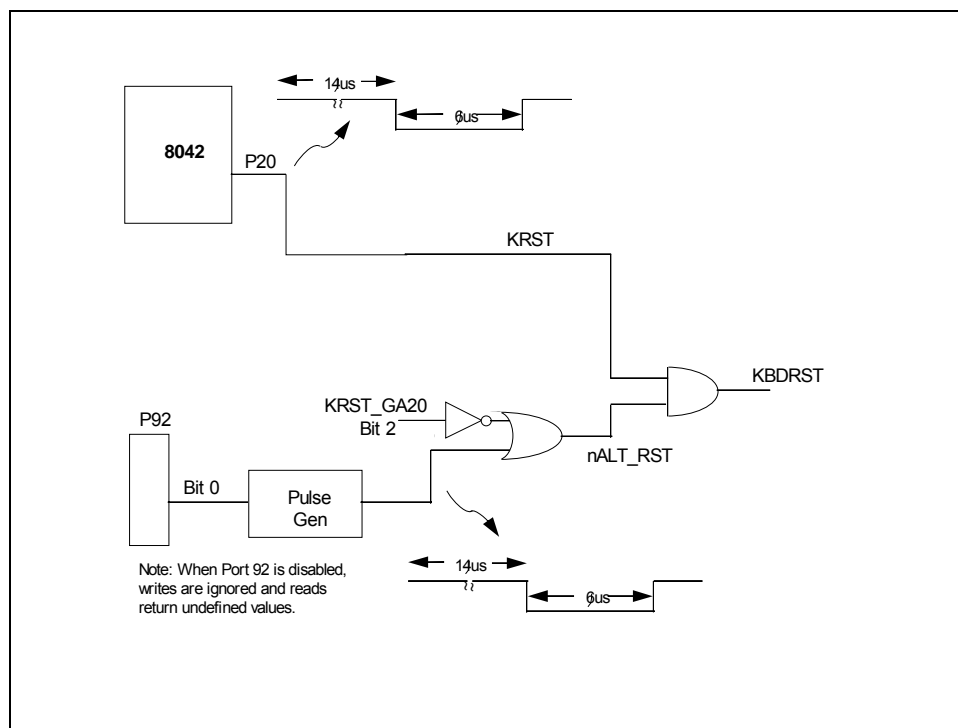 14us
6us
8042
P20
KRST
KBDRST
KRST_GA20
Bit 2
nALT_RST
P92
Bit 0
Pulse
Gen
14us
6us
Note: When Port 92 is disabled,
writes are ignored and reads
return undefined values.